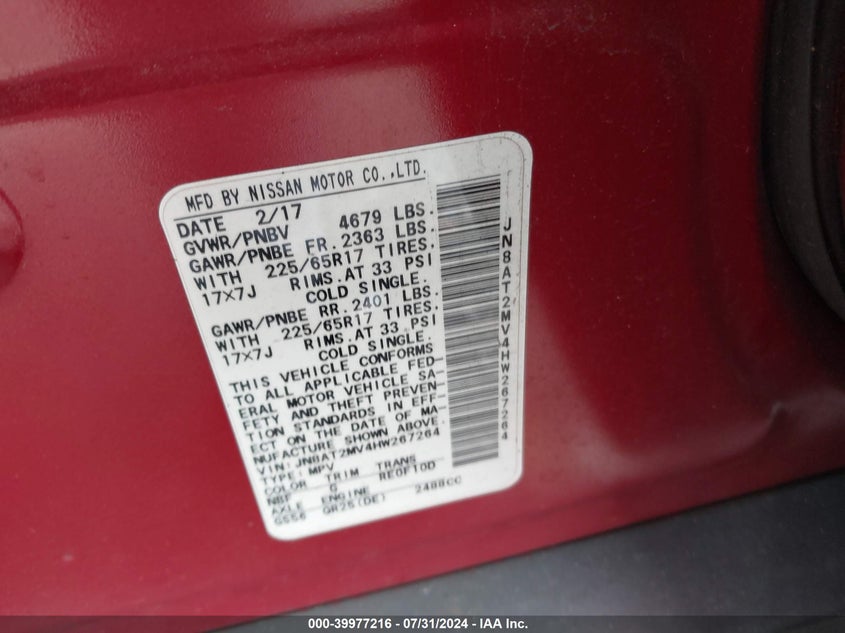 MFD BY NISSAN MOTOR CO.,LTD.
DATE 2/17
GVWR/PNBV 4679 LBS.
GAWR/PNBE FR. 2363 LBS.
WITH 225/65R17 TIRES.
17X7J RIMS.AT 33 PSI
COLD SINGLE.
GAWR/PNBE RR. 2401 LBS.
WITH 225/65R17 TIRES.
17X7J RIMS.AT 33 PSI
COLD SINGLE.
THIS VEHICLE CONFORMS
TO ALL APPLICABLE FED-
ERAL MOTOR VEHICLE SA-
FETY AND THEFT PREVEN-
TION STANDARDS IN EFF-
ECT ON THE DATE OF MA-
NUFACTURE SHOWN ABOVE.
VIN: JN8AT2MV4HW267264
TYPE: MPV
COLOR TRIM TRANS
NBF G RE0F10D
AXLE ENGINE
GS56 QR25(DE) 2488CC
JN8AT2MV4HW267264
000-39977216 - 07/31/2024 - IAA Inc.